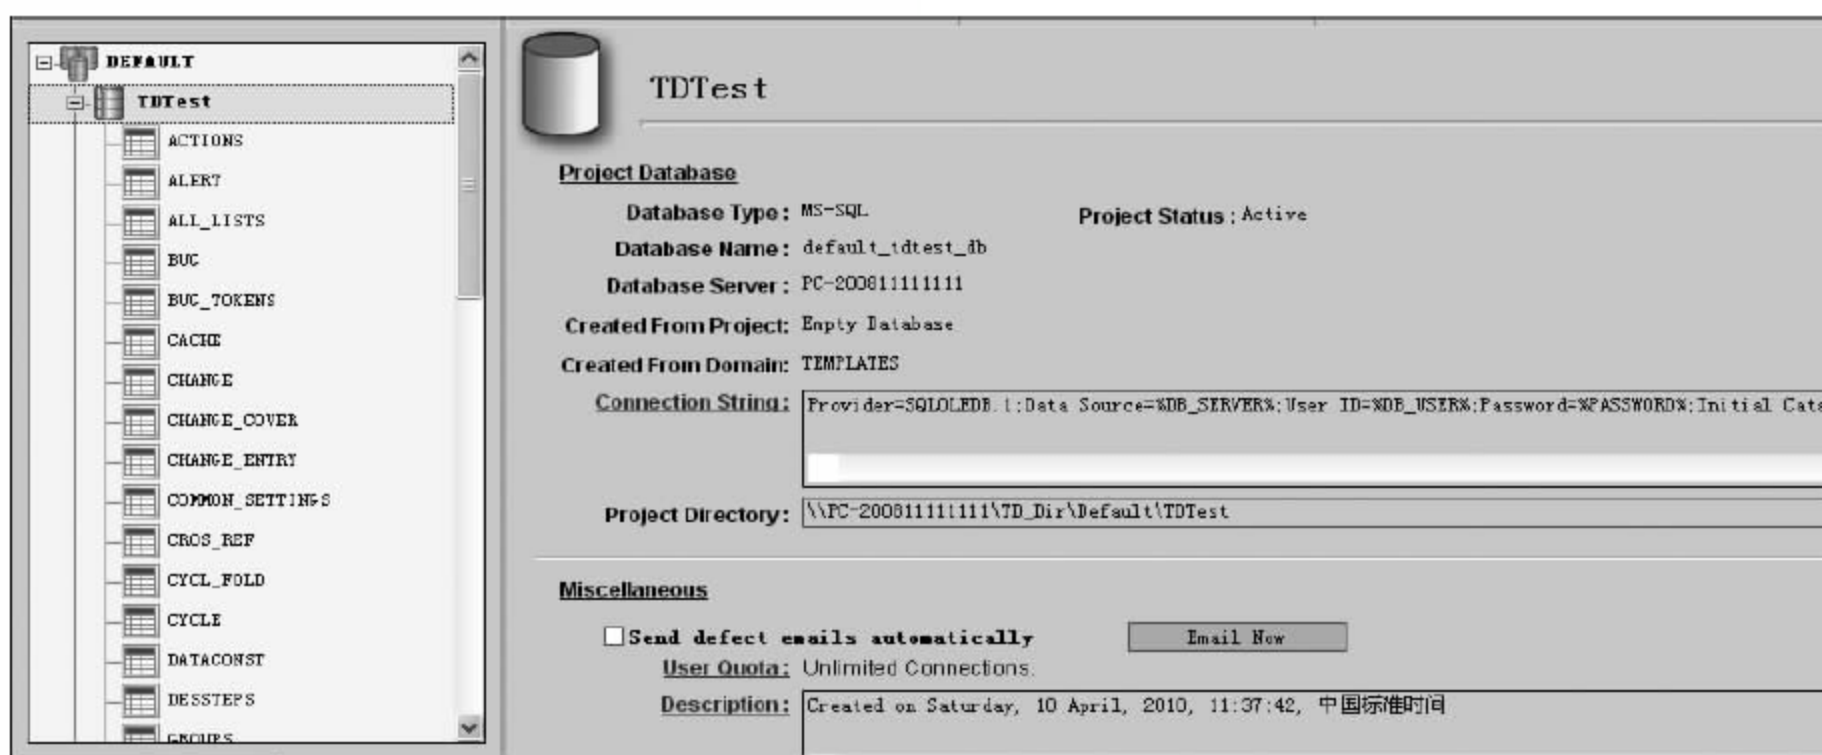 DEFAULT
TDTest
ACTIONS
ALERT
ALL_LISTS
BUG
BUG_TOKENS
CACHE
CHANGE
CHANGE_COVER
CHANGE_ENTRY
COMMON_SETTINGS
CROS_REF
CYCL_FOLD
CYCLE
DATACONST
DESSTEPS
GROUPS
TDTest
Project Database
Database Type: MS-SQL Project Status: Active
Database Name: default_tdtest_db
Database Server: PC-200811111111
Created From Project: Empty Database
Created From Domain: TEMPLATES
Connection String: Provider=SQLOLEDB.1;Data Source=%DB_SERVER%;User ID=%DB_USER%;Password=%PASSWORD%;Initial Cata
Project Directory: \\PC-200811111111\TD_Dir\Default\TDTest
Miscellaneous
Send defect emails automatically Email Now
User Quota: Unlimited Connections.
Description: Created on Saturday, 10 April, 2010, 11:37:42, 中国标准时间